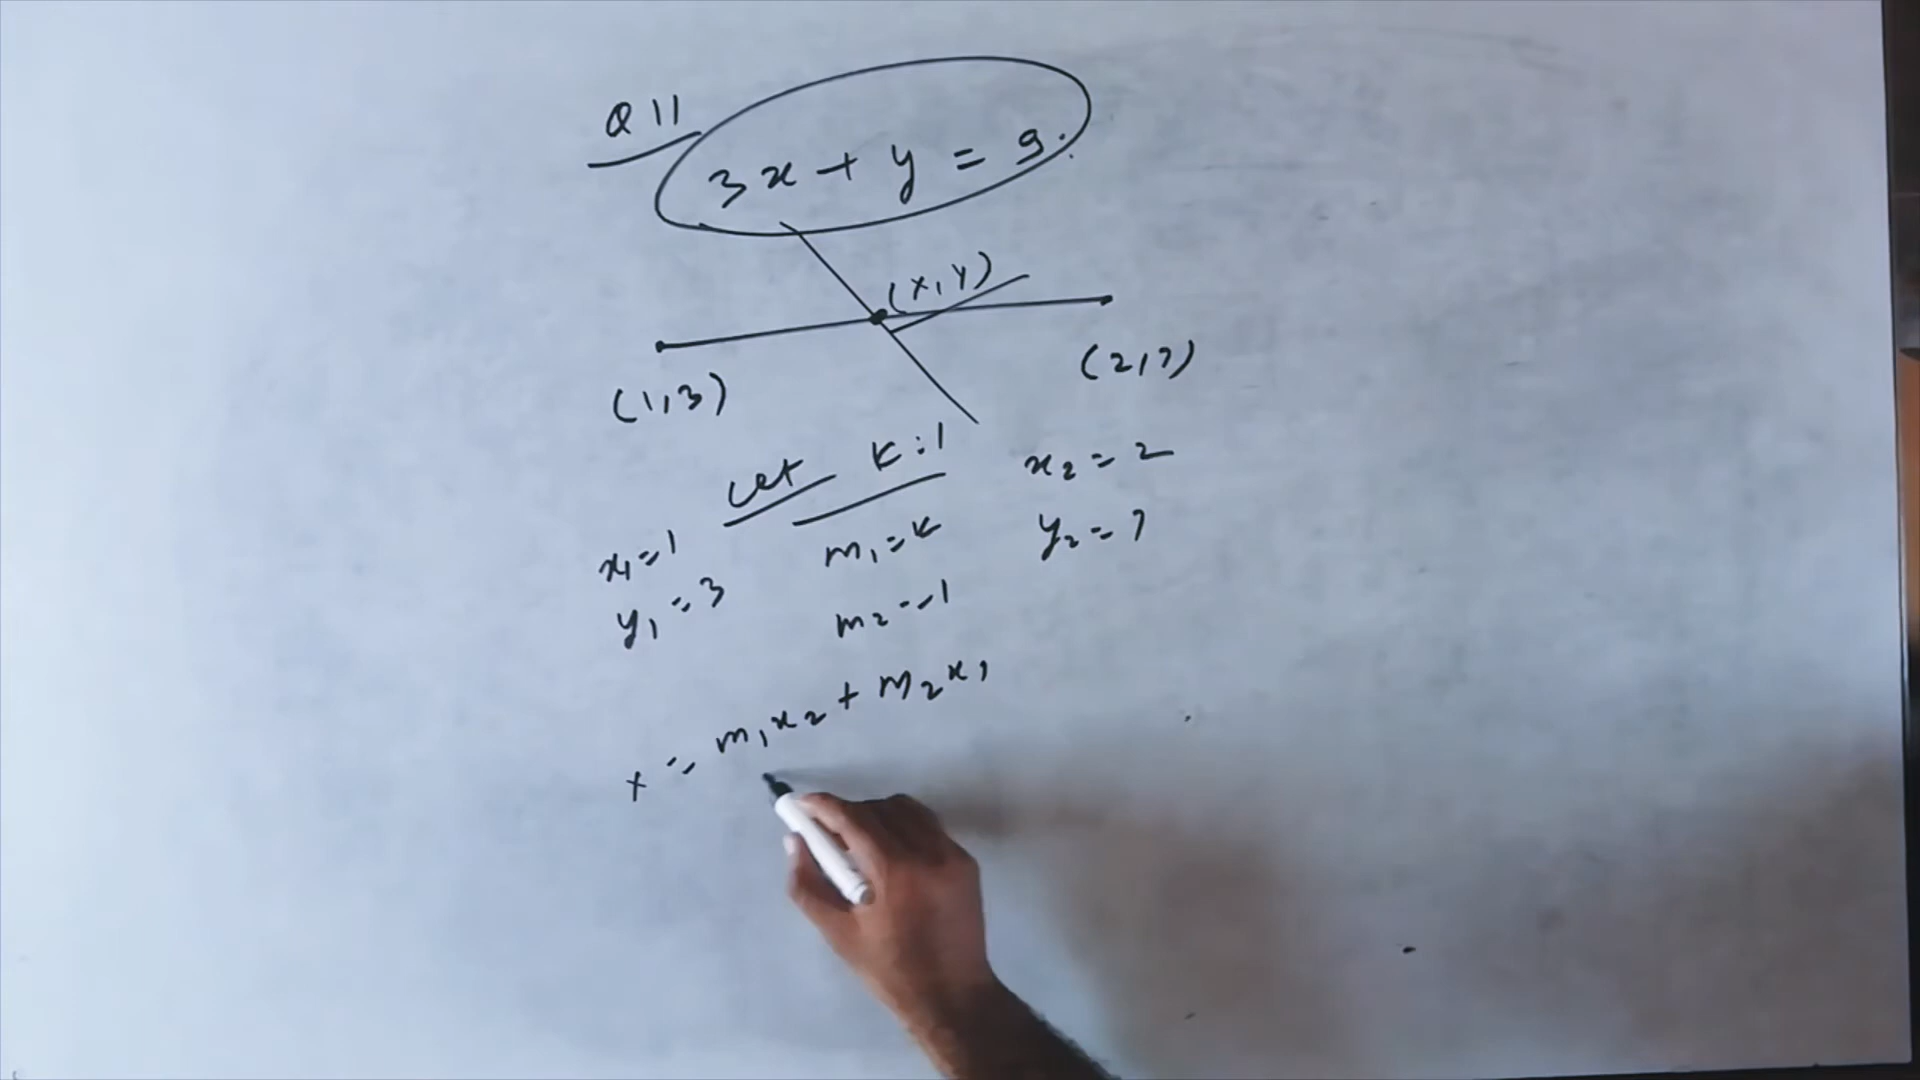 Q 11
3x + y = 9.
(x, y)
(1, 3) (2, 7)
Let K:1
x₁ = 1 m₁ = K x₂ = 2
y₁ = 3 m₂ = 1 y₂ = 7
x = m₁x₂ + m₂x₁